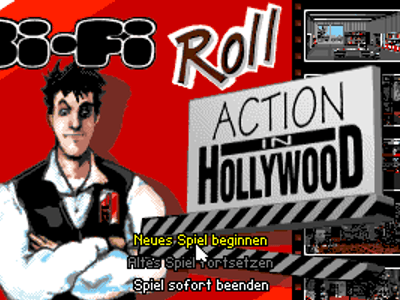 Bi-Fi
Roll
ACTION
IN
HOLLYWOOD
Neues Spiel beginnen
Altes Spiel fortsetzen
Spiel sofort beenden